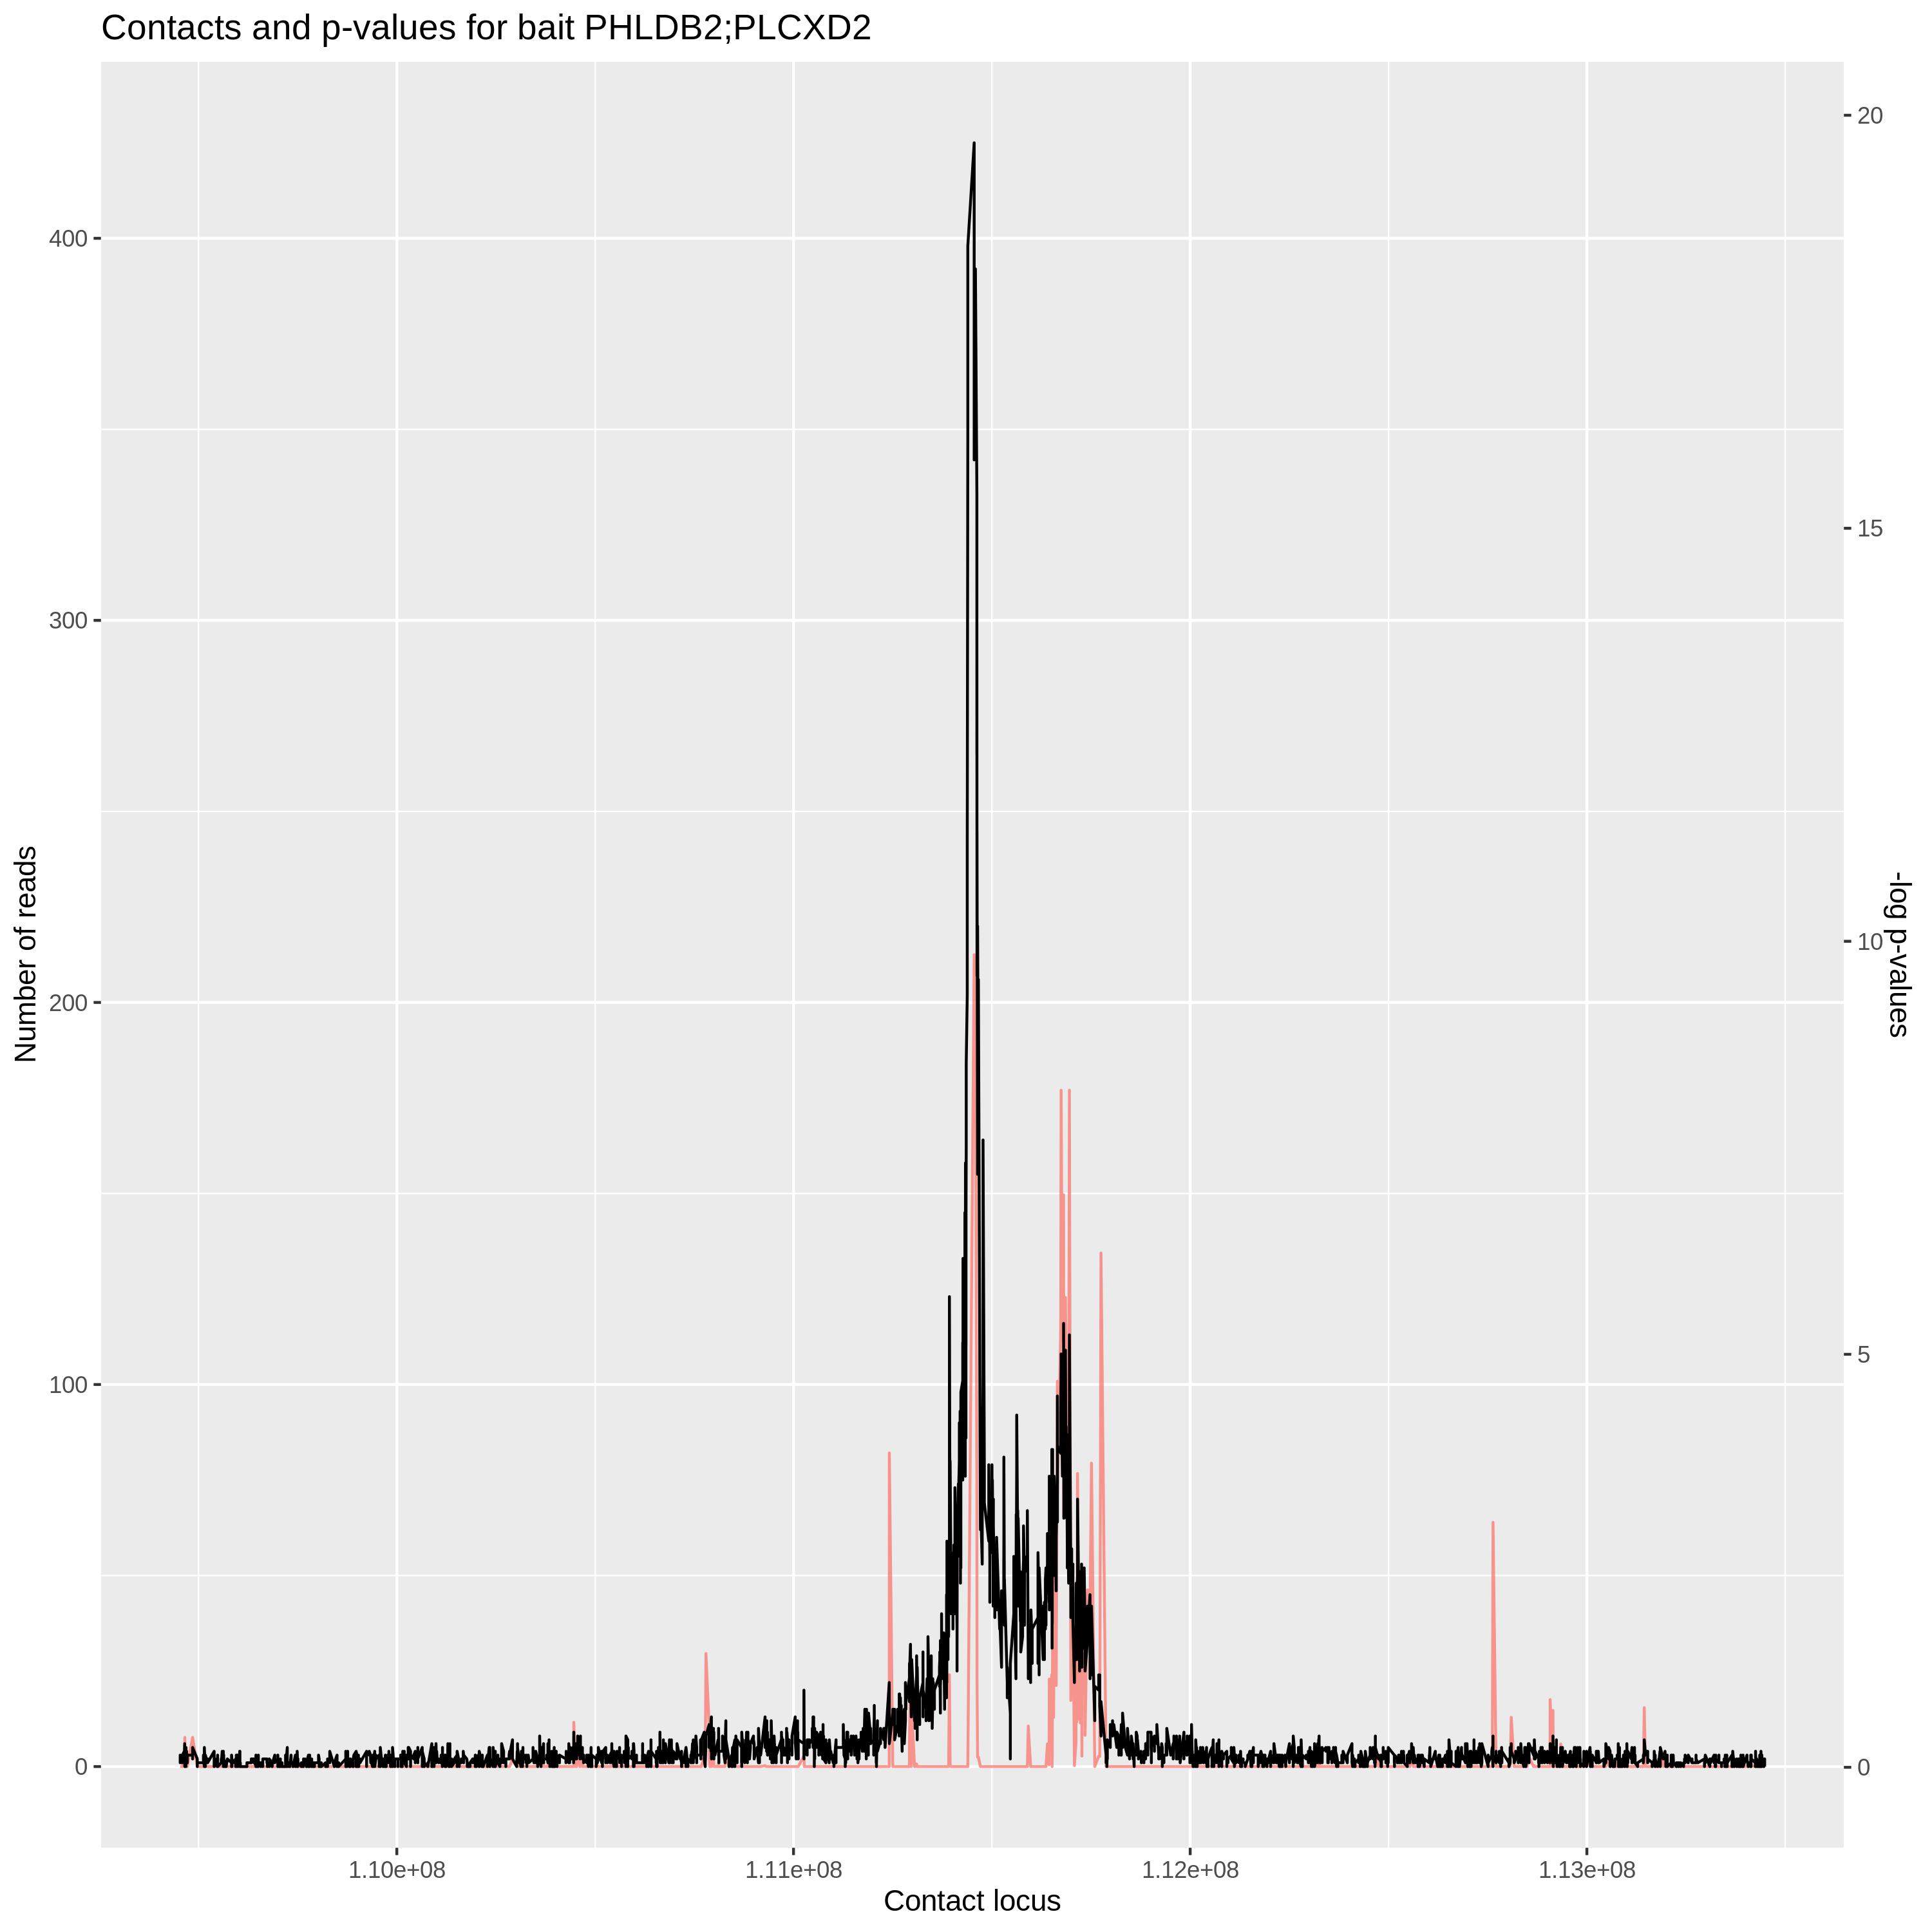 Contacts and p-values for bait PHLDB2;PLCXD2
400
300
200
100
0
Number of reads
20
15
10
5
0
-log p-values
1.10e+08
1.11e+08
1.12e+08
1.13e+08
Contact locus